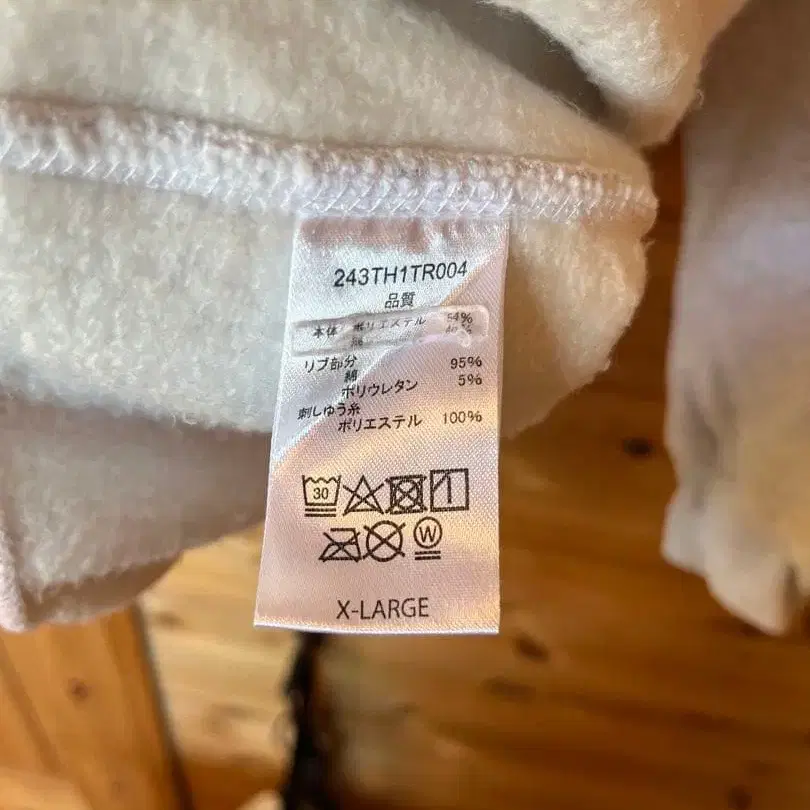 243TH1TR004
品質
本体 ポリエステル 54%
リブ部分
綿 95%
ポリウレタン 5%
刺しゅう糸
ポリエステル 100%
30
W
X-LARGE